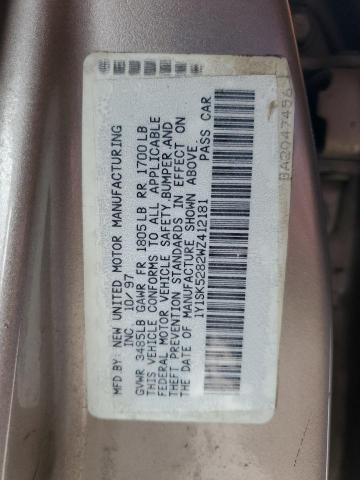 MFD BY: NEW UNITED MOTOR MANUFACTURING
INC 10/97
GVWR 3485LB GAWR FR 1805LB RR 1700LB
THIS VEHICLE CONFORMS TO ALL APPLICABLE
FEDERAL MOTOR VEHICLE SAFETY,BUMPER,AND
THEFT PREVENTION STANDARDS IN EFFECT ON
THE DATE OF MANUFACTURE SHOWN ABOVE
1Y1SK5282WZ412181 PASS CAR
BA2047456